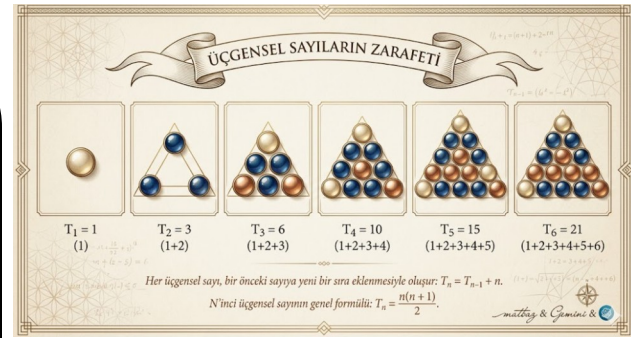 ÜÇGENSEL SAYILARIN ZARAFETİ
T₁ = 1
(1)
T₂ = 3
(1+2)
T₃ = 6
(1+2+3)
T₄ = 10
(1+2+3+4)
T₅ = 15
(1+2+3+4+5)
T₆ = 21
(1+2+3+4+5+6)
Her üçgensel sayı, bir önceki sayıya yeni bir sıra eklenmesiyle oluşur: Tₙ = Tₙ₋₁ + n.
N'inci üçgensel sayının genel formülü: Tₙ = n(n + 1)/2.
matbaz & Gemini &